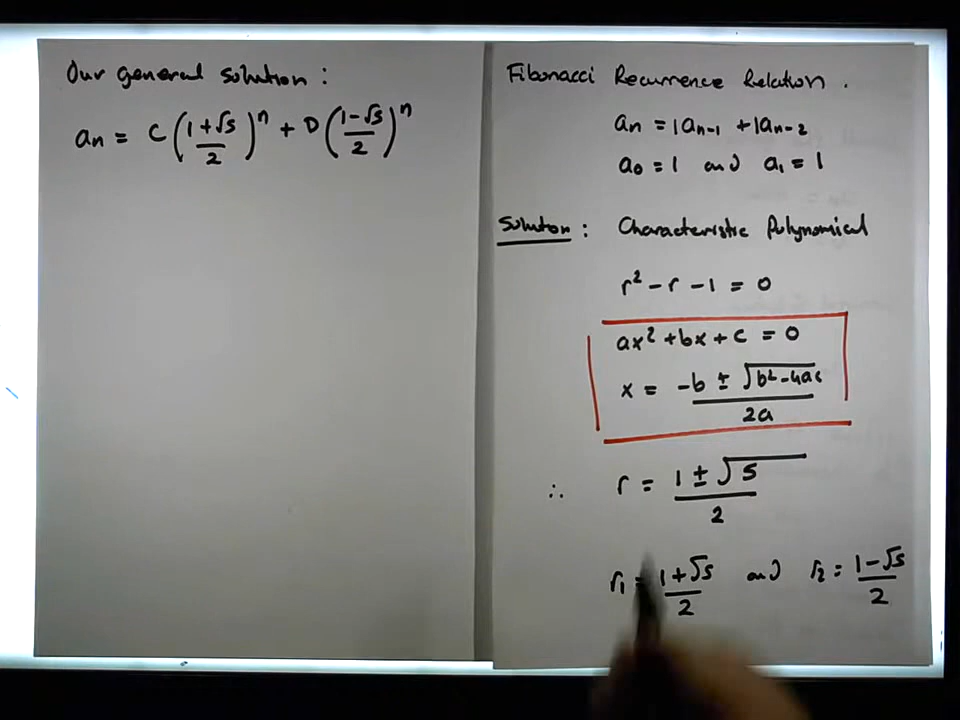 Our general solution :
an = C (1+√5/2)^n + D (1-√5/2)^n
Fibonacci Recurrence Relation .
an = 1an-1 + 1an-2
a0 = 1 and a1 = 1
Solution : Characteristic Polynomical
r² - r - 1 = 0
ax² + bx + c = 0
x = -b ± √b²-4ac / 2a
∴ r = 1 ± √5 / 2
r1 = 1+√5/2 and r2 = 1-√5/2